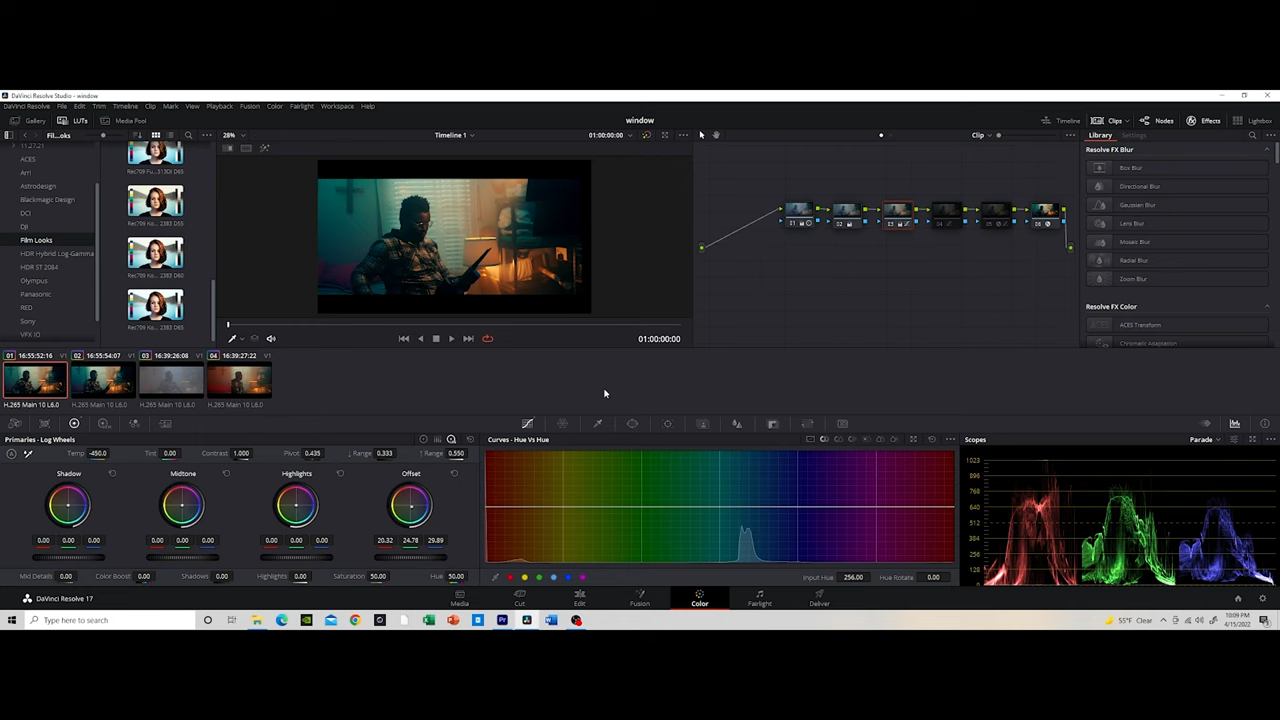 DaVinci Resolve Studio - window
DaVinci Resolve File Edit Trim Timeline Clip Mark View Playback Fusion Color Fairlight Workspace Help
Gallery LUTs Media Pool window Timeline Clips Nodes Effects Lightbox
Fil...oks 28% Timeline 1 01:00:00:00 Clip Library Settings
11.27.21
ACES
Arri
Astrodesign
Blackmagic Design
DCI
DJI
Film Looks
HDR Hybrid Log-Gamma
HDR ST 2084
Olympus
Panasonic
RED
Sony
VFX IO
Rec709 Fu...513DI D65
Rec709 Ko... 2383 D60
Rec709 Ko... 2383 D65
01 02 03 04 05 06
Resolve FX Blur
Box Blur
Directional Blur
Gaussian Blur
Lens Blur
Mosaic Blur
Radial Blur
Zoom Blur
Resolve FX Color
ACES Transform
Chromatic Adaptation
01:00:00:00
01 16:55:52:16 V1 02 16:55:54:07 V1 03 16:39:26:08 V1 04 16:39:27:22 V1
H.265 Main 10 L6.0 H.265 Main 10 L6.0 H.265 Main 10 L6.0 H.265 Main 10 L6.0
Primaries - Log Wheels
Temp -450.0 Tint 0.00 Contrast 1.000 Pivot 0.435 Range 0.333 Range 0.550
Shadow Midtone Highlights Offset
0.00 0.00 0.00 0.00 0.00 0.00 0.00 0.00 0.00 20.32 24.78 29.89
Mid Details 0.00 Color Boost 0.00 Shadows 0.00 Highlights 0.00 Saturation 50.00 Hue 50.00
Curves - Hue Vs Hue
Input Hue 256.00 Hue Rotate 0.00
Scopes Parade
1023
896
768
640
512
384
256
128
DaVinci Resolve 17 Media Cut Edit Fusion Color Fairlight Deliver
Type here to search
55°F Clear
10:09 PM
4/15/2022